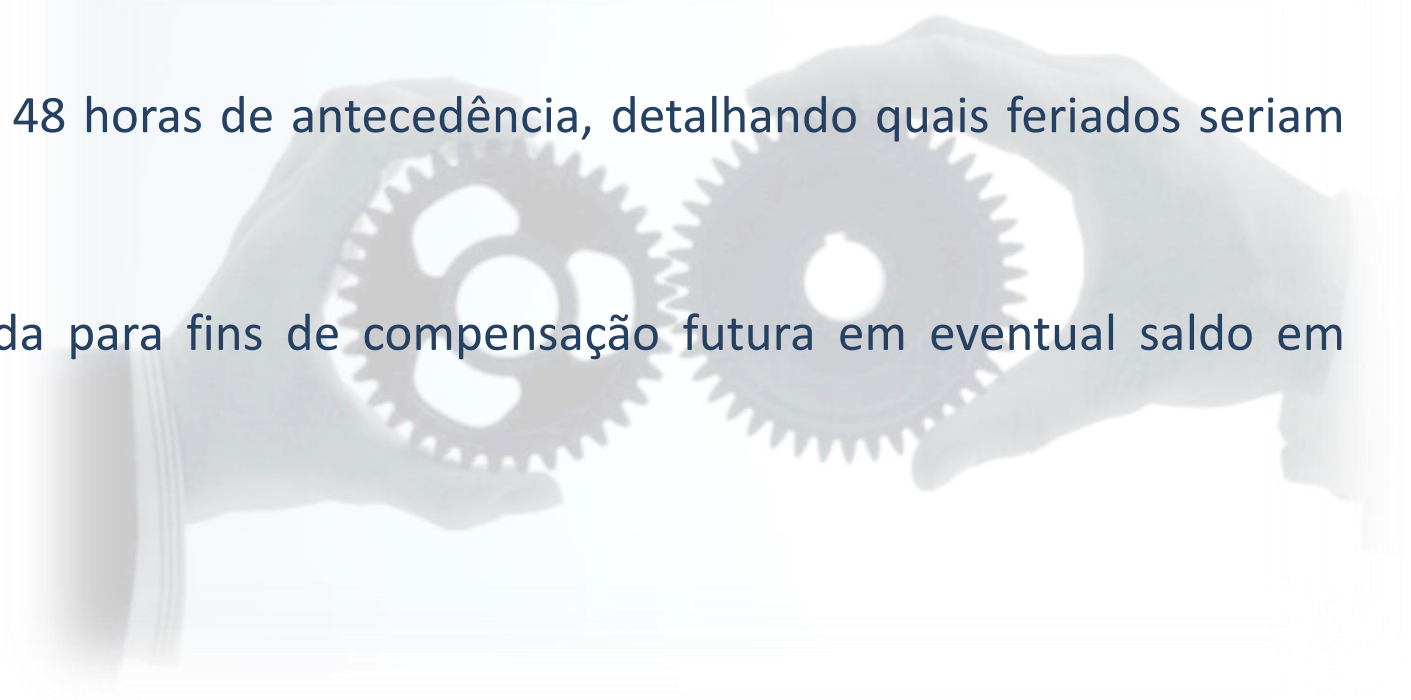 48 horas de antecedência, detalhando quais feriados seriam
da para fins de compensação futura em eventual saldo em